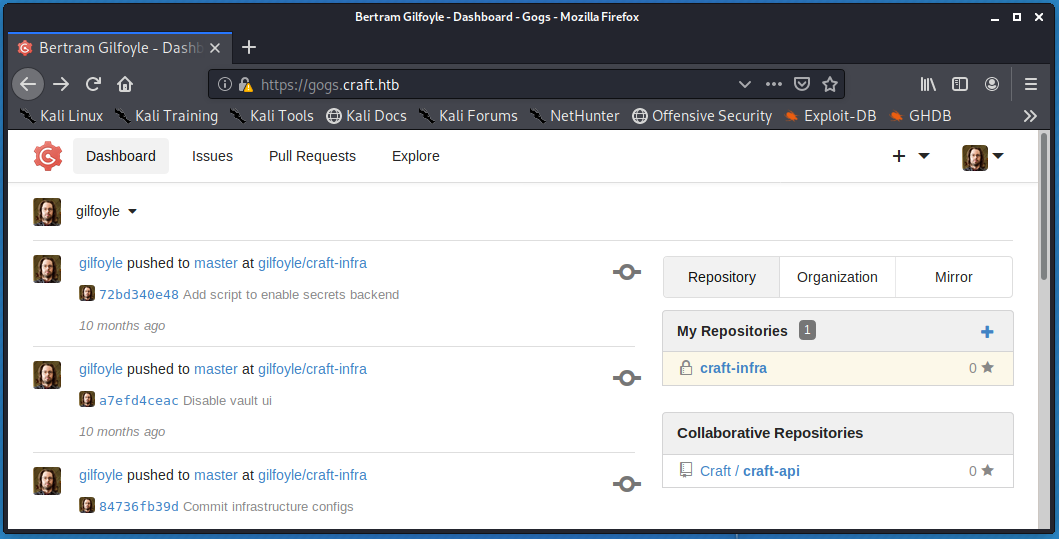 Bertram Gilfoyle - Dashboard - Gogs - Mozilla Firefox
Bertram Gilfoyle - Dashb
https://gogs.craft.htb
Kali Linux Kali Training Kali Tools Kali Docs Kali Forums NetHunter Offensive Security Exploit-DB GHDB
Dashboard Issues Pull Requests Explore
gilfoyle
gilfoyle pushed to master at gilfoyle/craft-infra
72bd340e48 Add script to enable secrets backend
10 months ago
gilfoyle pushed to master at gilfoyle/craft-infra
a7efd4ceac Disable vault ui
10 months ago
gilfoyle pushed to master at gilfoyle/craft-infra
84736fb39d Commit infrastructure configs
Repository Organization Mirror
My Repositories 1
craft-infra 0
Collaborative Repositories
Craft / craft-api 0